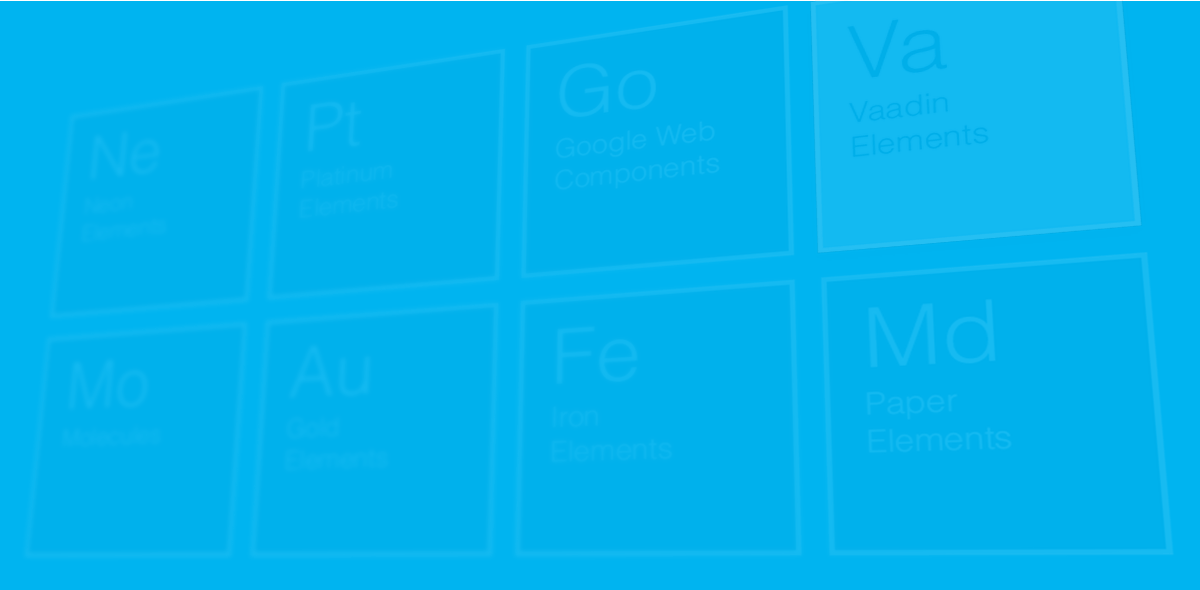 Ne
Neon
Elements
Pt
Platinum
Elements
Go
Google Web
Components
Va
Vaadin
Elements
Mo
Molecules
Au
Gold
Elements
Fe
Iron
Elements
Md
Paper
Elements